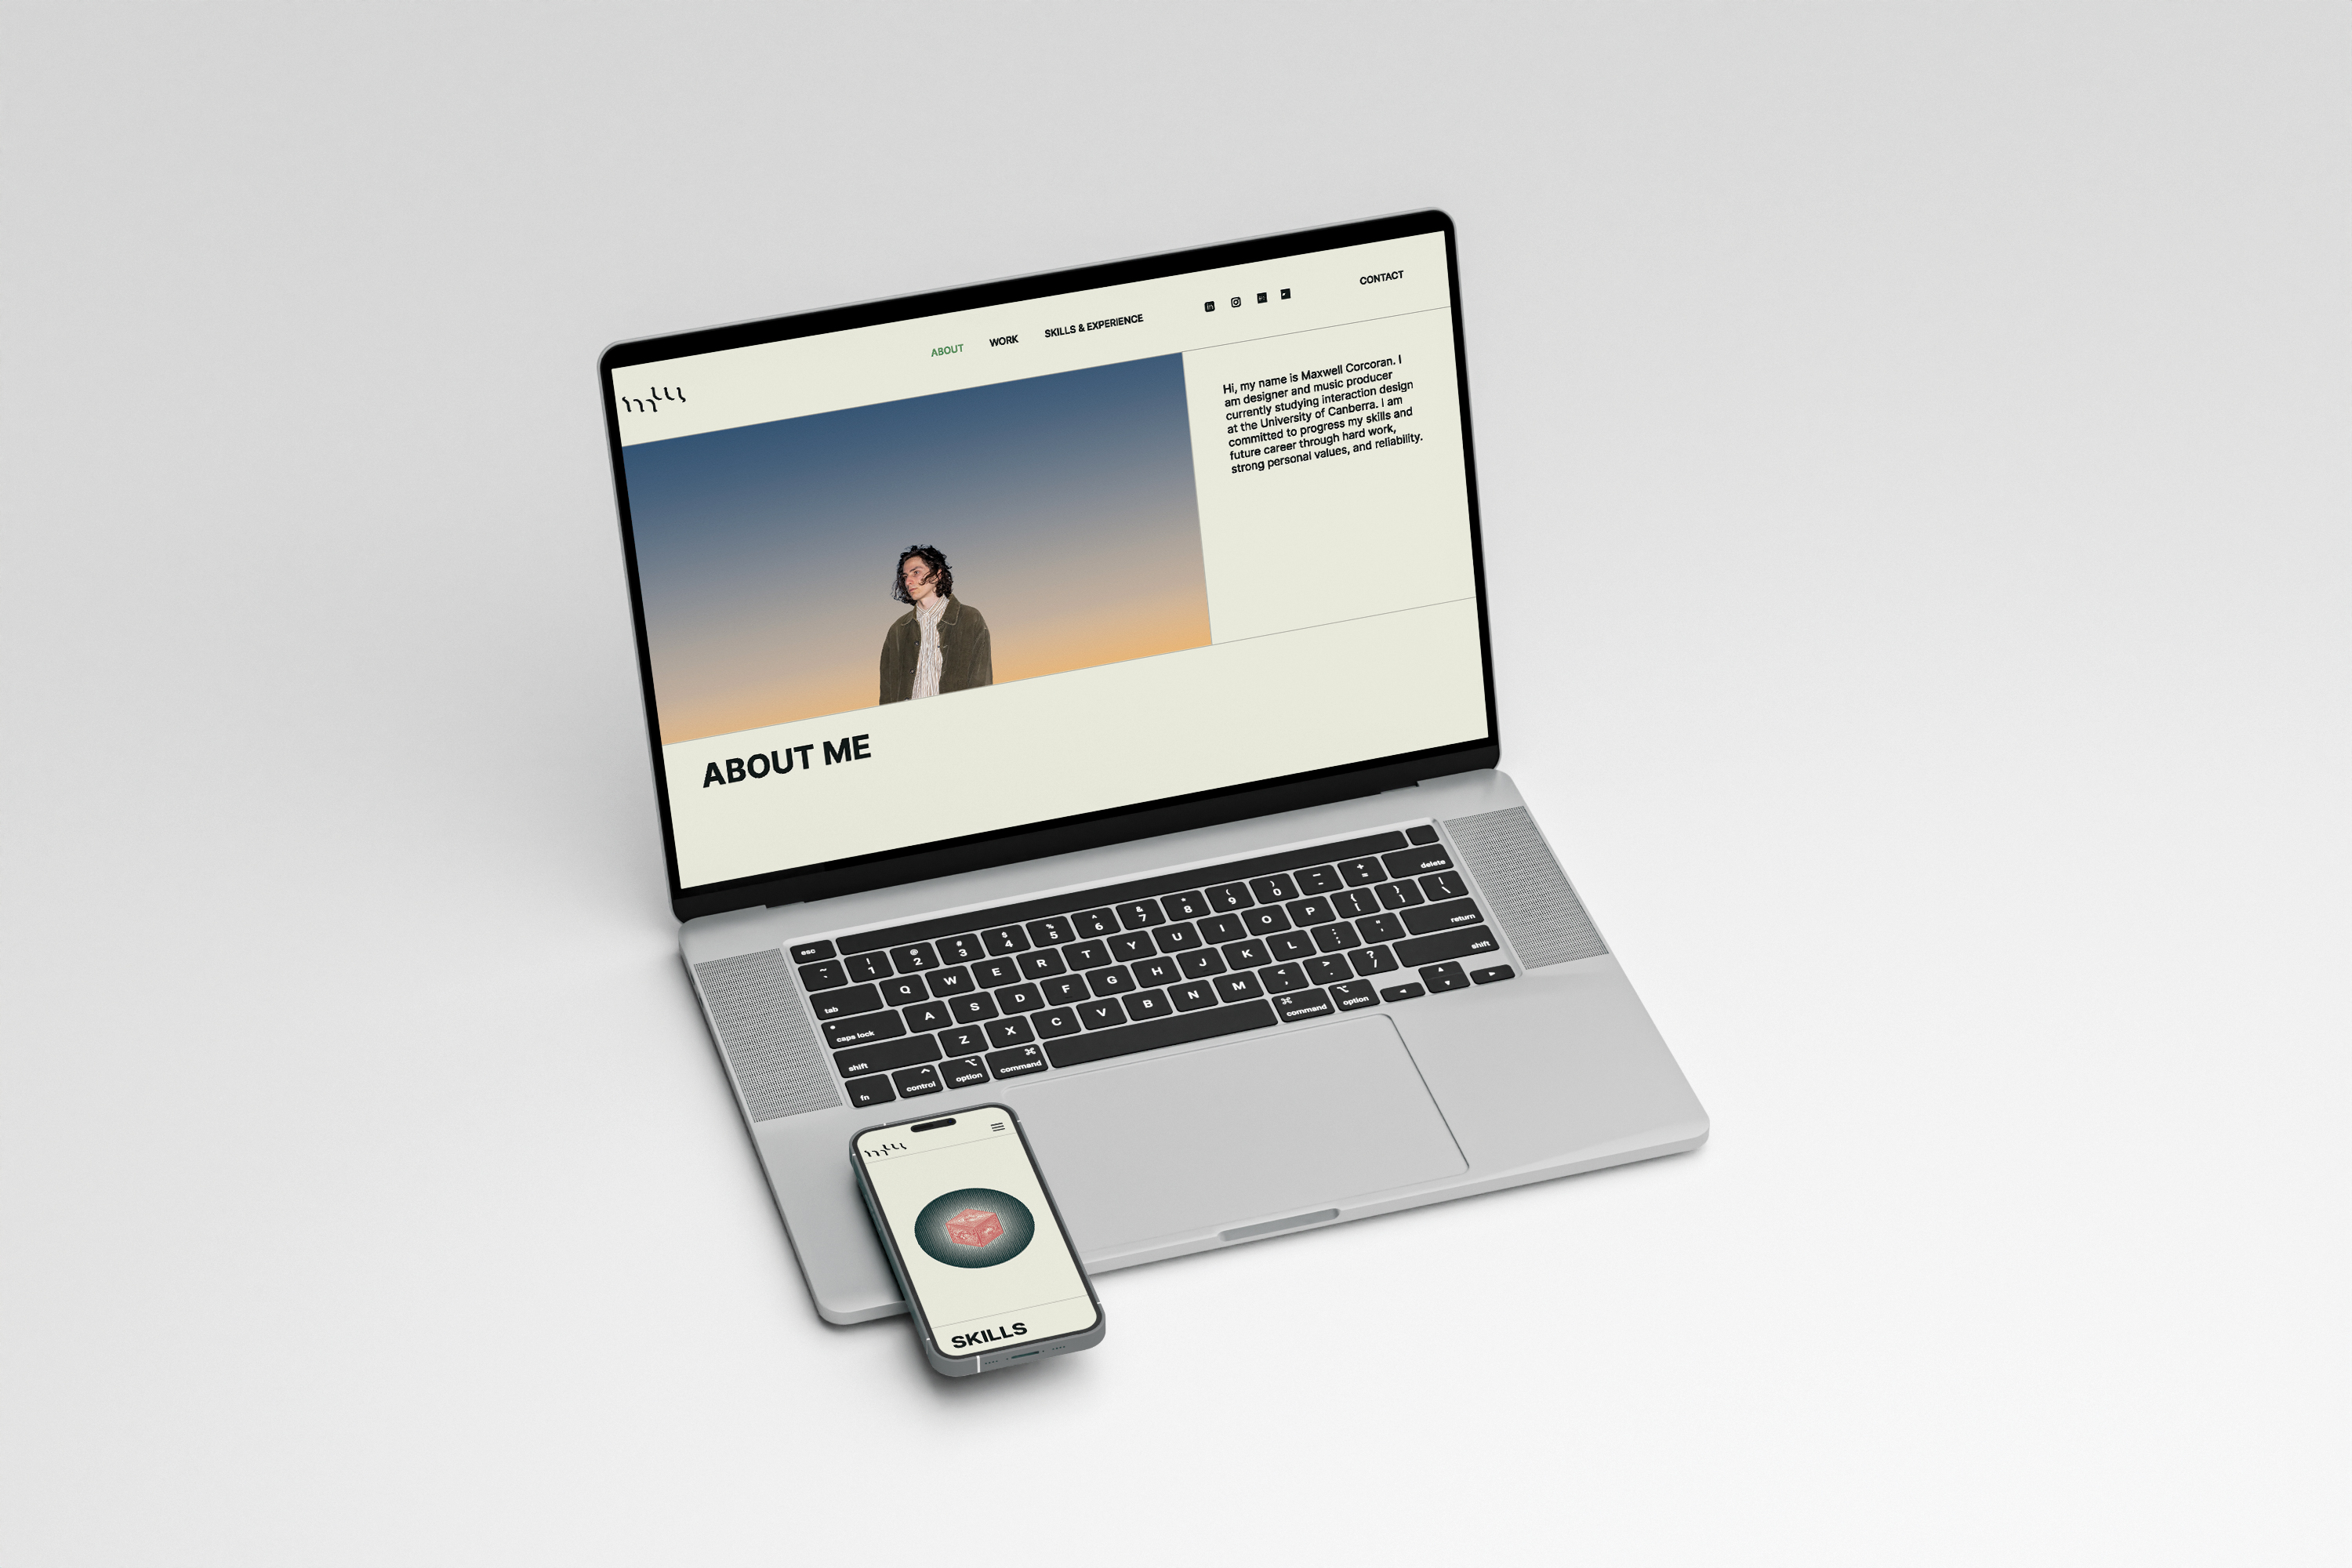 ABOUT WORK SKILLS & EXPERIENCE CONTACT
Hi, my name is Maxwell Corcoran. I
am designer and music producer
currently studying interaction design
at the University of Canberra. I am
committed to progress my skills and
future career through hard work,
strong personal values, and reliability.
ABOUT ME
esc
~ ` ! 1 @ 2 # 3 $ 4 % 5 ^ 6 & 7 * 8 ( 9 ) 0 _ - + = delete
tab Q W E R T Y U I O P { [ } ] | \
caps lock A S D F G H J K L : ; " ' return
shift Z X C V B N M < , > . ? / shift
fn control option command command option
SKILLS